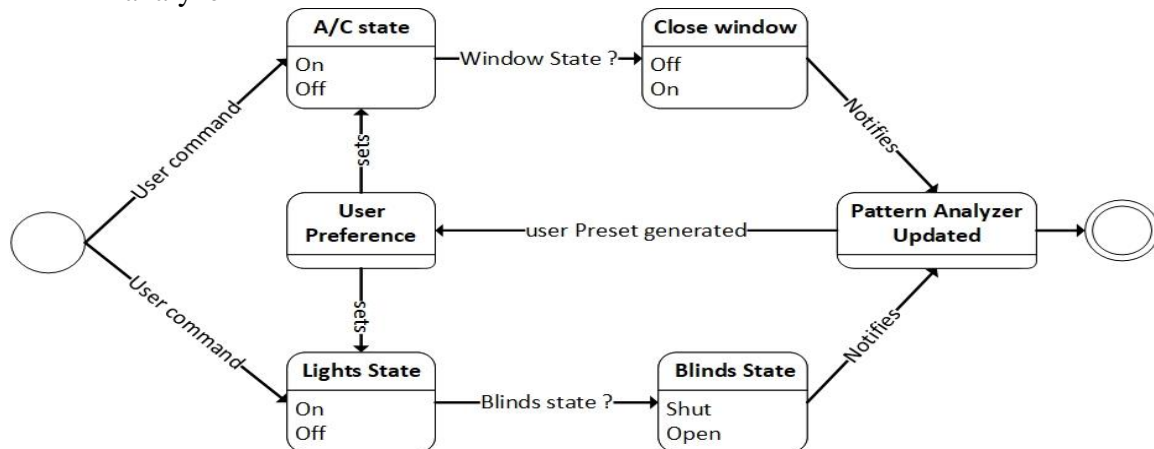 A/C state
On
Off
Window State ?
Close window
Off
On
User command
Notifies
sets
User
Preference
user Preset generated
Pattern Analyzer
Updated
User command
sets
Notifies
Lights State
On
Off
Blinds state ?
Blinds State
Shut
Open